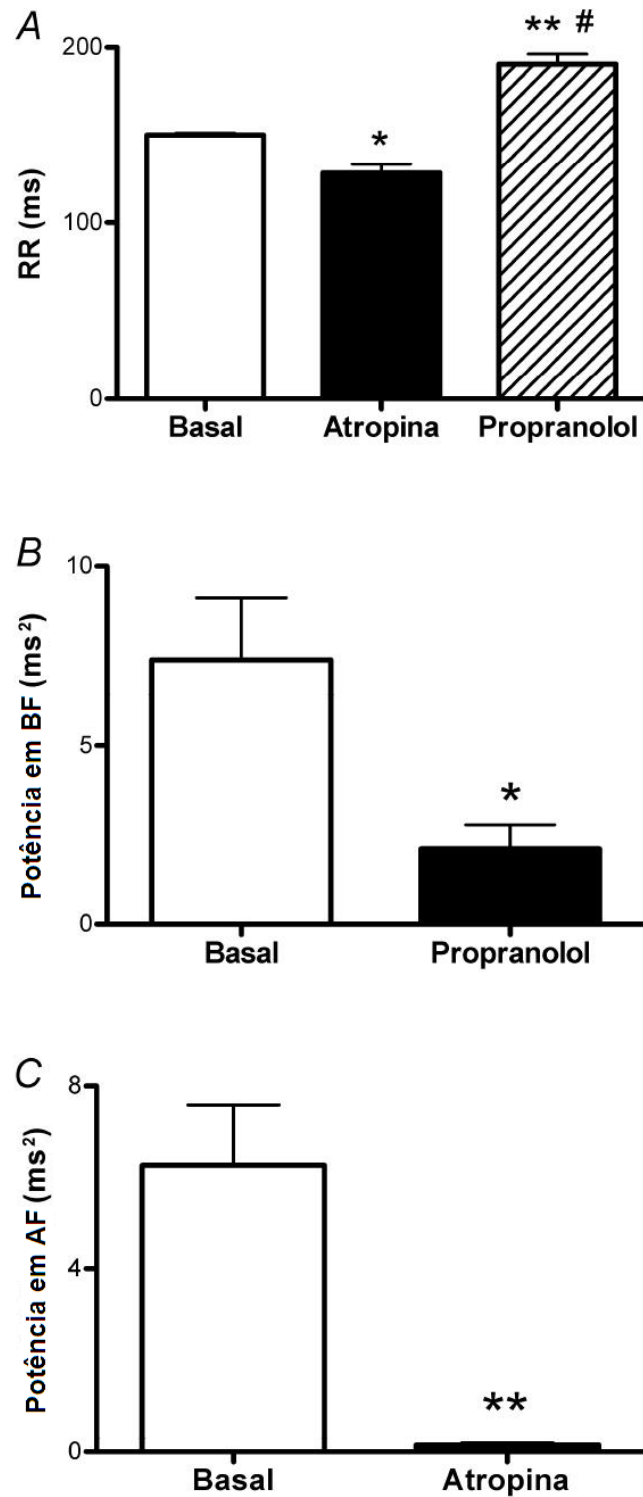 A
** #
200
*
RR (ms)
100
0
Basal Atropina Propranolol
B
10
Potência em BF (ms²)
5
*
0
Basal Propranolol
C
8
Potência em AF (ms²)
4
**
0
Basal Atropina